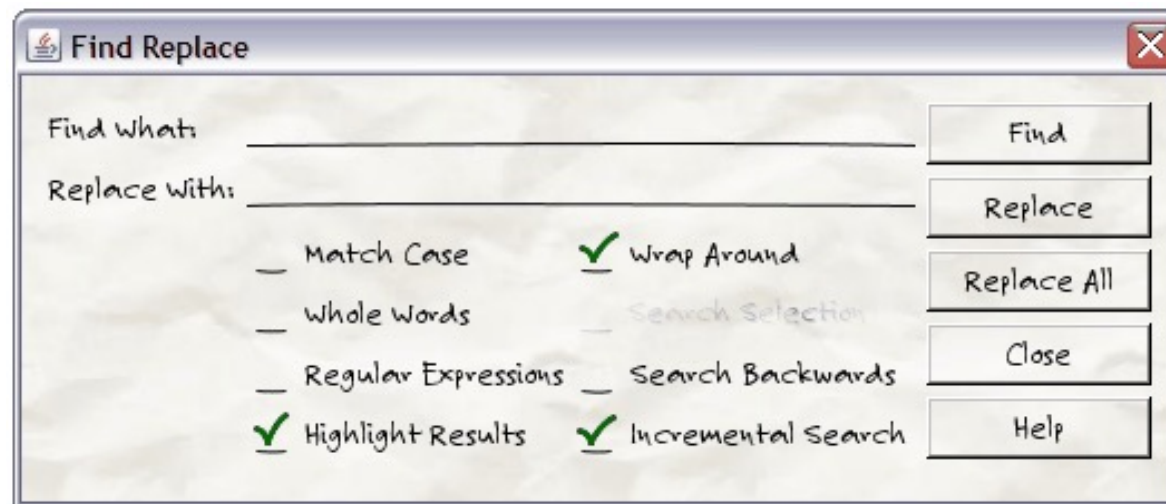 Find Replace
Find What:
Find
Replace With:
Replace
Match Case
Wrap Around
Replace All
Whole Words
Search Selection
Regular Expressions
Search Backwards
Close
Highlight Results
Incremental Search
Help